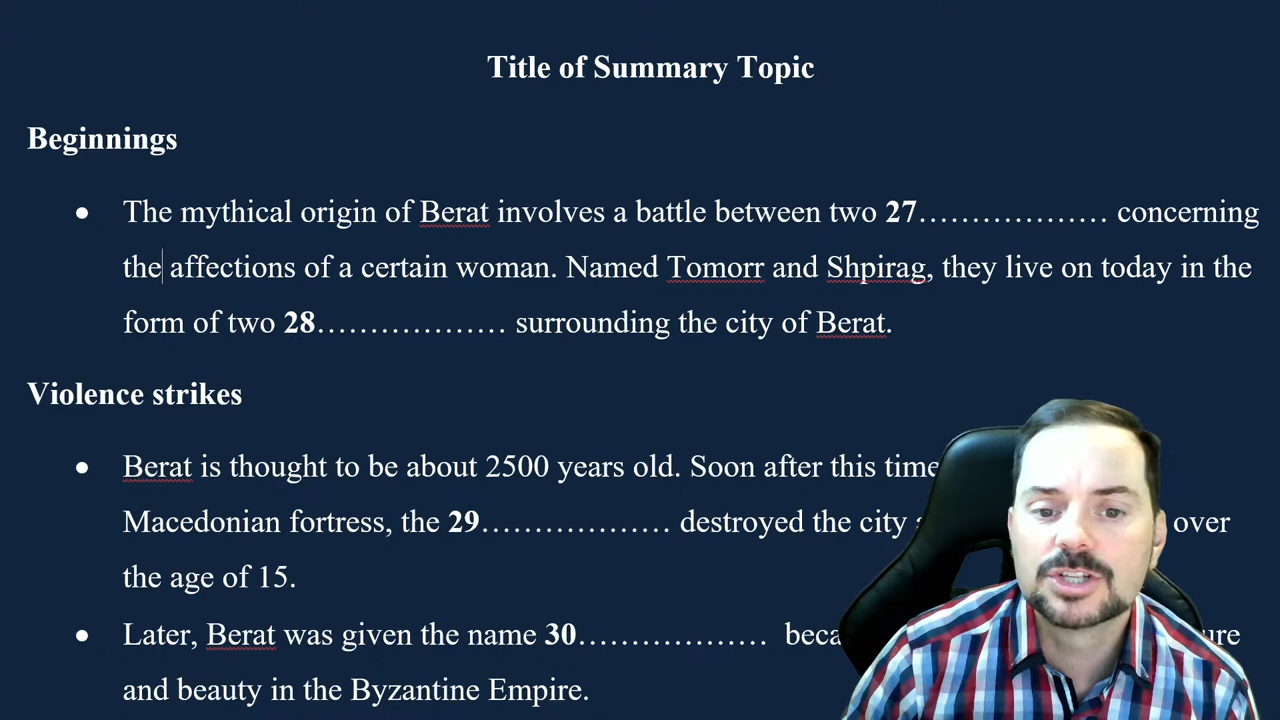 Title of Summary Topic
Beginnings
• The mythical origin of Berat involves a battle between two 27……………… concerning
the affections of a certain woman. Named Tomorr and Shpirag, they live on today in the
form of two 28……………… surrounding the city of Berat.
Violence strikes
• Berat is thought to be about 2500 years old. Soon after this time
Macedonian fortress, the 29……………… destroyed the city over
the age of 15.
• Later, Berat was given the name 30………………
and beauty in the Byzantine Empire.